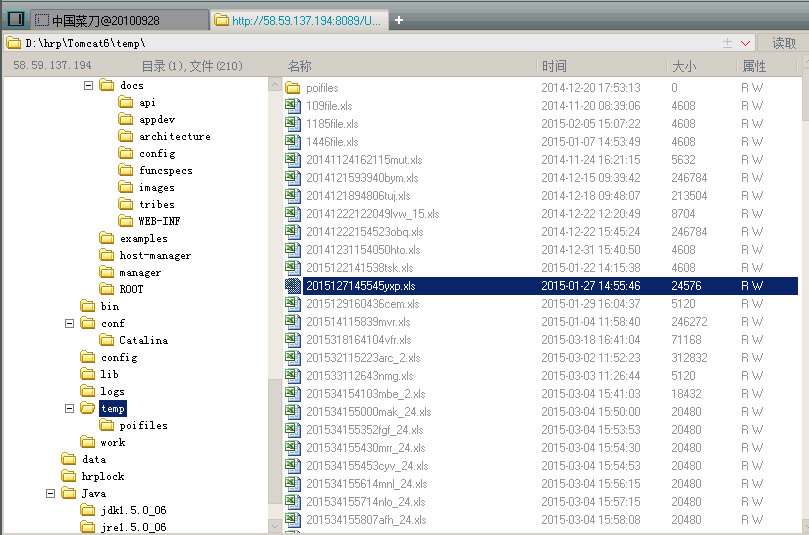 中国菜刀@20100928
http://58.59.137.194:8089/U...
+
D:\hrp\Tomcat6\temp\
读取
58.59.137.194 目录(1),文件(210)
名称 时间 大小 属性
docs
api
appdev
architecture
config
funcspecs
images
tribes
WEB-INF
examples
host-manager
manager
ROOT
bin
conf
Catalina
config
lib
logs
temp
poifiles
work
data
hrplock
Java
jdk1.5.0_06
jre1.5.0_06
poifiles 2014-12-20 17:53:13 0 R W
109file.xls 2014-11-20 08:39:06 4608 R W
1185file.xls 2015-02-05 15:07:22 4608 R W
1446file.xls 2015-01-07 14:53:49 4608 R W
20141124162115mut.xls 2014-11-24 16:21:15 5632 R W
2014121593940bym.xls 2014-12-15 09:39:42 246784 R W
2014121894806tuj.xls 2014-12-18 09:48:07 213504 R W
20141222122049lvw_15.xls 2014-12-22 12:20:49 8704 R W
20141222154523obq.xls 2014-12-22 15:45:24 246784 R W
20141231154050hto.xls 2014-12-31 15:40:50 4608 R W
2015122141538tsk.xls 2015-01-22 14:15:38 4608 R W
2015127145545yxp.xls 2015-01-27 14:55:46 24576 R W
2015129160436cem.xls 2015-01-29 16:04:37 5120 R W
201514115839mvr.xls 2015-01-04 11:58:40 246272 R W
2015318164104vfr.xls 2015-03-18 16:41:04 71168 R W
201532115223arc_2.xls 2015-03-02 11:52:23 312832 R W
201533112643nmg.xls 2015-03-03 11:26:44 5120 R W
201534154103mbe_2.xls 2015-03-04 15:41:03 18432 R W
201534155000mak_24.xls 2015-03-04 15:50:00 20480 R W
201534155352fgf_24.xls 2015-03-04 15:53:53 20480 R W
201534155430mrr_24.xls 2015-03-04 15:54:30 20480 R W
201534155453cyv_24.xls 2015-03-04 15:54:53 20480 R W
201534155614mnl_24.xls 2015-03-04 15:56:15 20480 R W
201534155714nlo_24.xls 2015-03-04 15:57:15 20480 R W
201534155807afh_24.xls 2015-03-04 15:58:08 20480 R W